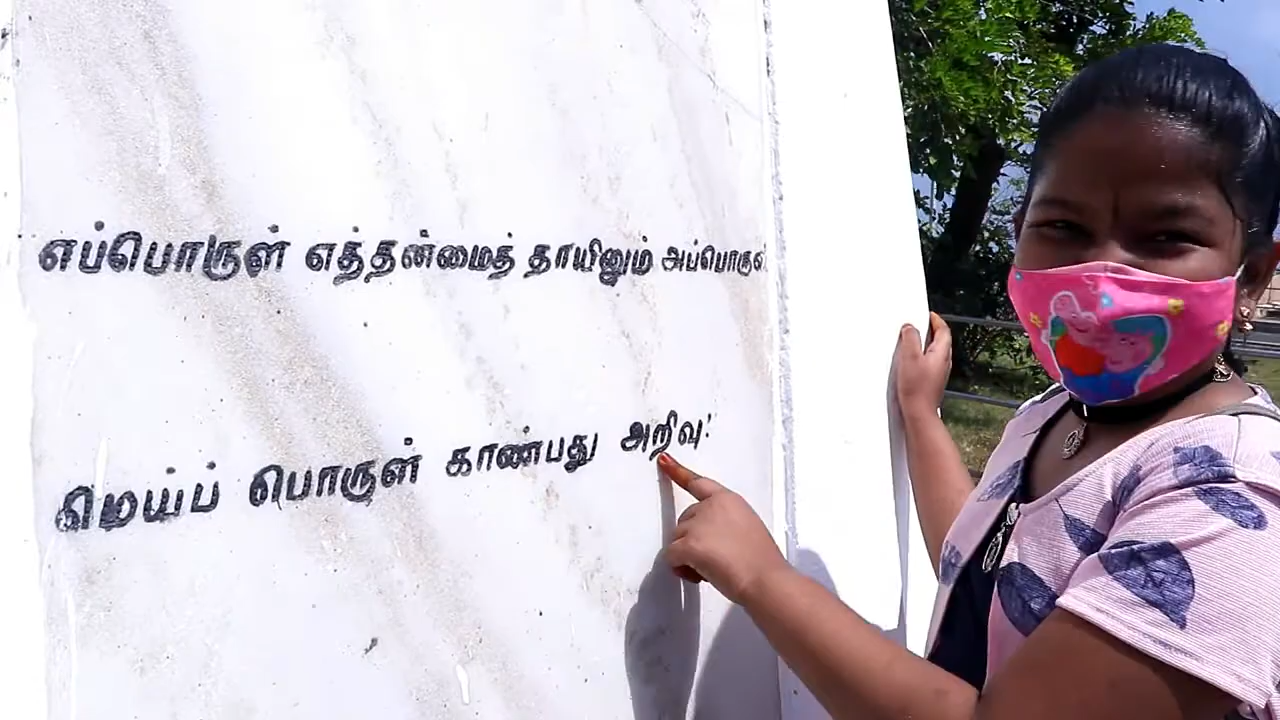 எப்பொருள் எத்தன்மைத் தாயினும் அப்பொருள்
மெய்ப் பொருள் காண்பது அறிவு: